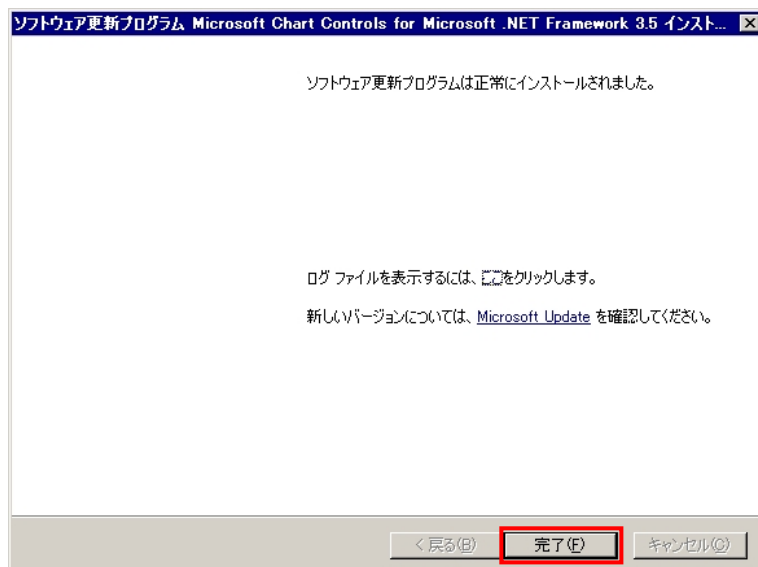 ソフトウェア更新プログラム Microsoft Chart Controls for Microsoft .NET Framework 3.5 インスト...
ソフトウェア更新プログラムは正常にインストールされました。
ログ ファイルを表示するには、ここをクリックします。
新しいバージョンについては、Microsoft Update を確認してください。
< 戻る(B)
完了(F)
キャンセル(C)